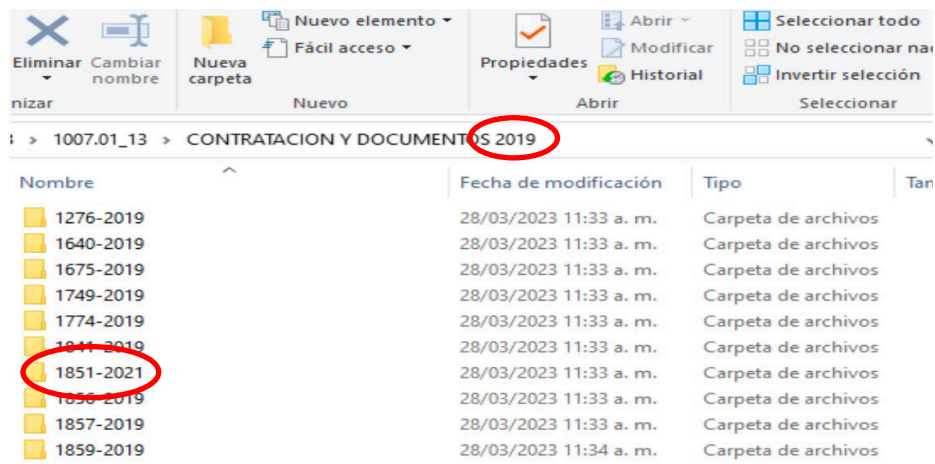 Nuevo elemento
Abrir
Seleccionar todo
Fácil acceso
Modificar
No seleccionar nad
Eliminar
Cambiar nombre
Nueva carpeta
Propiedades
Historial
Invertir selección
nizar
Nuevo
Abrir
Seleccionar
> 1007.01_13 > CONTRATACION Y DOCUMENTOS 2019
Nombre Fecha de modificación Tipo Tan
1276-2019 28/03/2023 11:33 a. m. Carpeta de archivos
1640-2019 28/03/2023 11:33 a. m. Carpeta de archivos
1675-2019 28/03/2023 11:33 a. m. Carpeta de archivos
1749-2019 28/03/2023 11:33 a. m. Carpeta de archivos
1774-2019 28/03/2023 11:33 a. m. Carpeta de archivos
1841-2019 28/03/2023 11:33 a. m. Carpeta de archivos
1851-2021 28/03/2023 11:33 a. m. Carpeta de archivos
1856-2019 28/03/2023 11:33 a. m. Carpeta de archivos
1857-2019 28/03/2023 11:33 a. m. Carpeta de archivos
1859-2019 28/03/2023 11:34 a. m. Carpeta de archivos